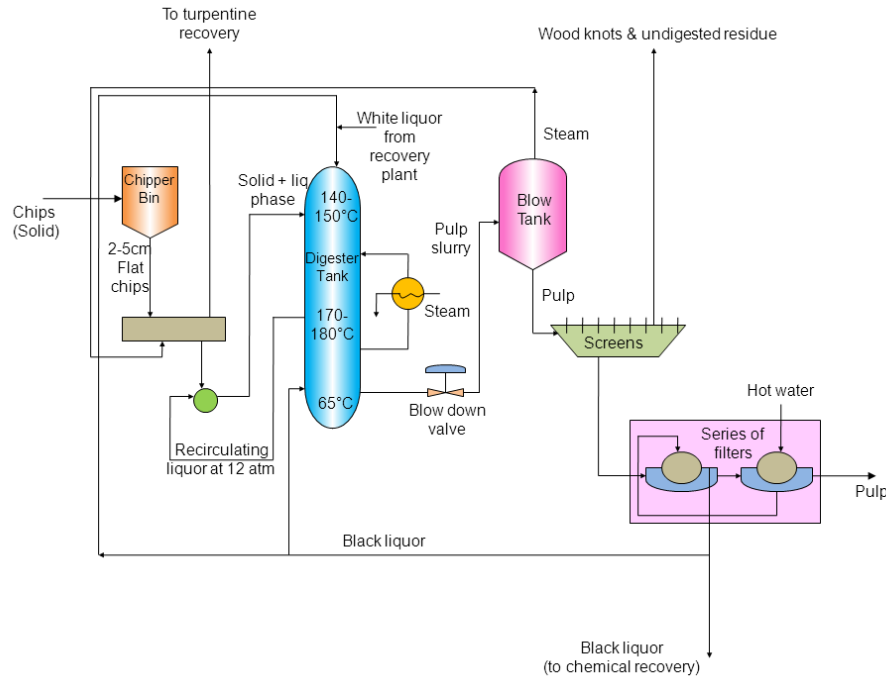 To turpentine
recovery
Wood knots & undigested residue
White liquor
from
recovery
plant
Steam
Chipper
Bin
Solid + liq
phase
140-
150°C
Blow
Tank
Chips
(Solid)
2-5cm
Flat
chips
Digester
Tank
Pulp
slurry
Pulp
Steam
170-
180°C
Screens
65°C
Blow down
valve
Hot water
Recirculating
liquor at 12 atm
Series of
filters
Pulp
Black liquor
Black liquor
(to chemical recovery)